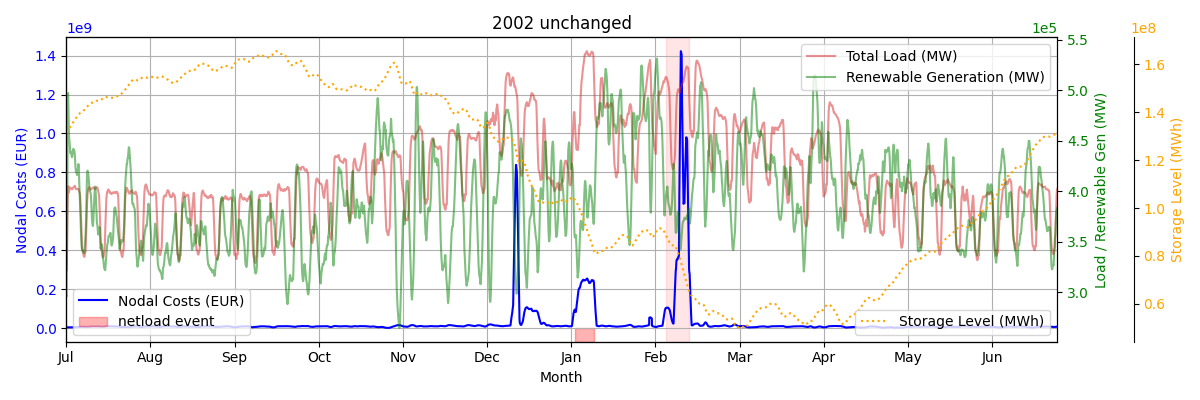 2002 unchanged
1e9
1e5
1e8
Nodal Costs (EUR)
1.4
1.2
1.0
0.8
0.6
0.4
0.2
0.0
Total Load (MW)
Renewable Generation (MW)
Nodal Costs (EUR)
netload event
Storage Level (MWh)
5.5
5.0
4.5
4.0
3.5
3.0
Load / Renewable Gen (MW)
1.6
1.4
1.2
1.0
0.8
0.6
Storage Level (MWh)
Jul Aug Sep Oct Nov Dec Jan Feb Mar Apr May Jun
Month